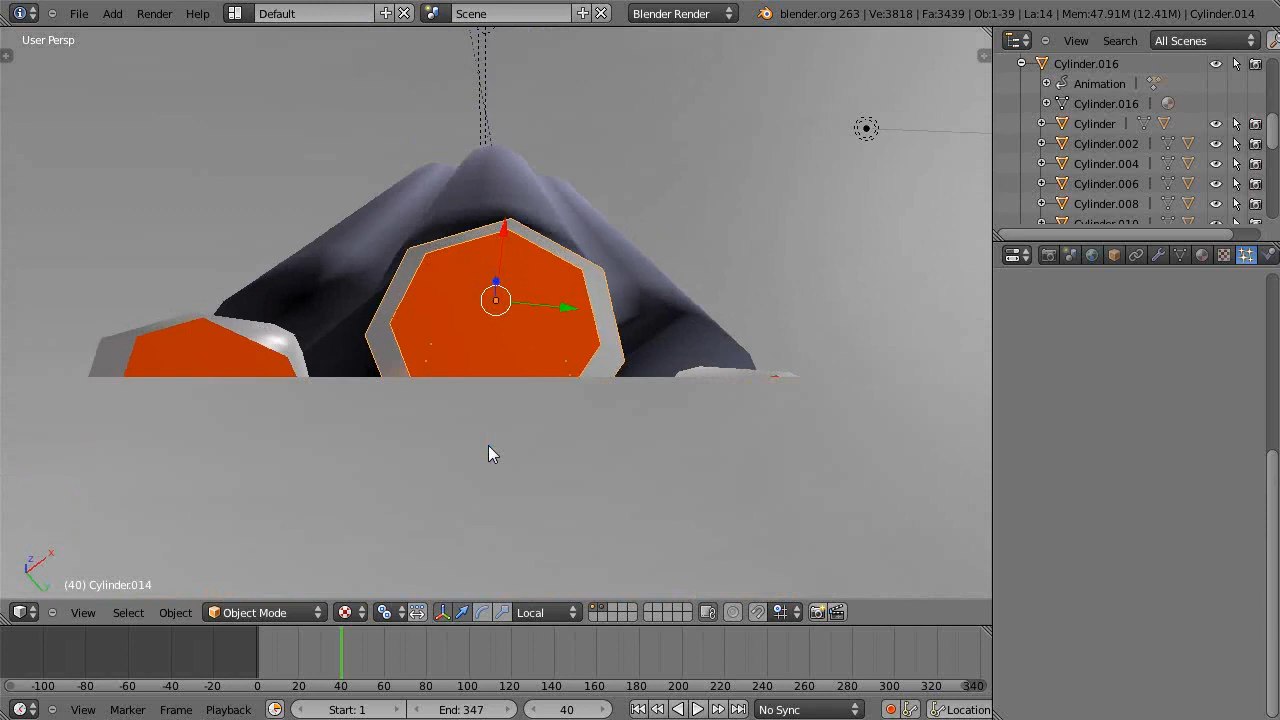 File Add Render Help Default Scene Blender Render blender.org 263 | Ve:3818 | Fa:3439 | Ob:1-39 | La:14 | Mem:47.91M (12.41M) | Cylinder.014
User Persp
View Search All Scenes
Cylinder.016
Animation
Cylinder.016
Cylinder
Cylinder.002
Cylinder.004
Cylinder.006
Cylinder.008
Cylinder.010
z x
y
(40) Cylinder.014
View Select Object Object Mode Local
-100 -80 -60 -40 -20 0 20 40 60 80 100 120 140 160 180 200 220 240 260 280 300 320 340
View Marker Frame Playback Start: 1 End: 347 40 No Sync Location